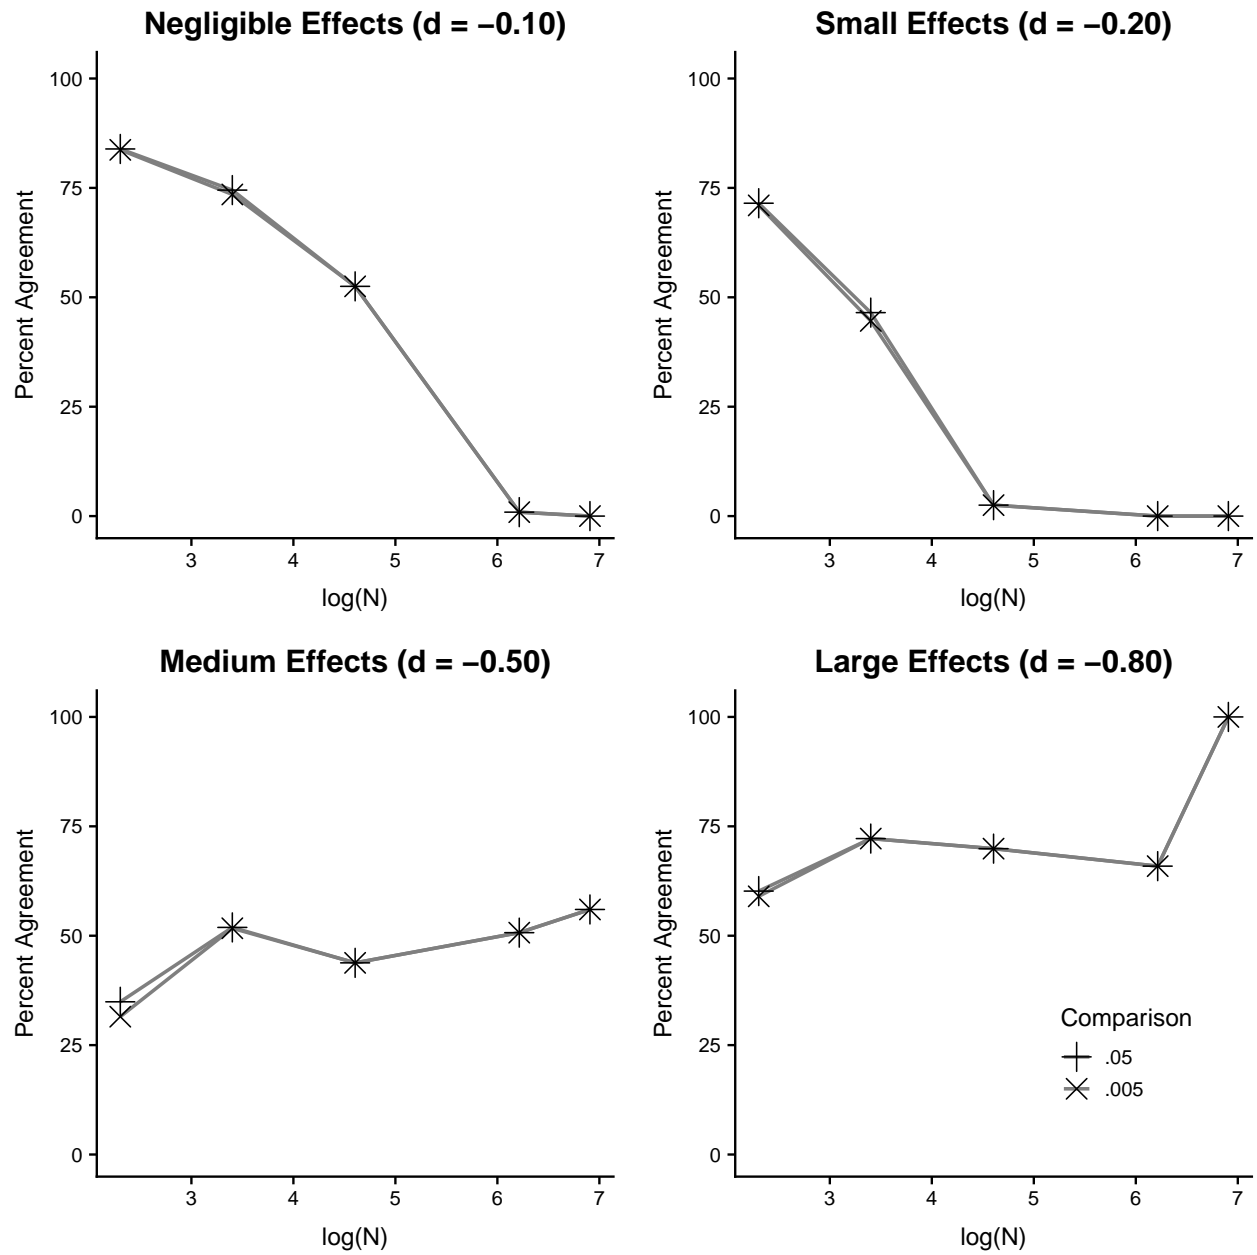 Negligible Effects (d = −0.10)
100
75
50
25
0
Percent Agreement
3 4 5 6 7
log(N)
Small Effects (d = −0.20)
100
75
50
25
0
Percent Agreement
3 4 5 6 7
log(N)
Medium Effects (d = −0.50)
100
75
50
25
0
Percent Agreement
3 4 5 6 7
log(N)
Large Effects (d = −0.80)
100
75
50
25
0
Percent Agreement
Comparison
.05
.005
3 4 5 6 7
log(N)